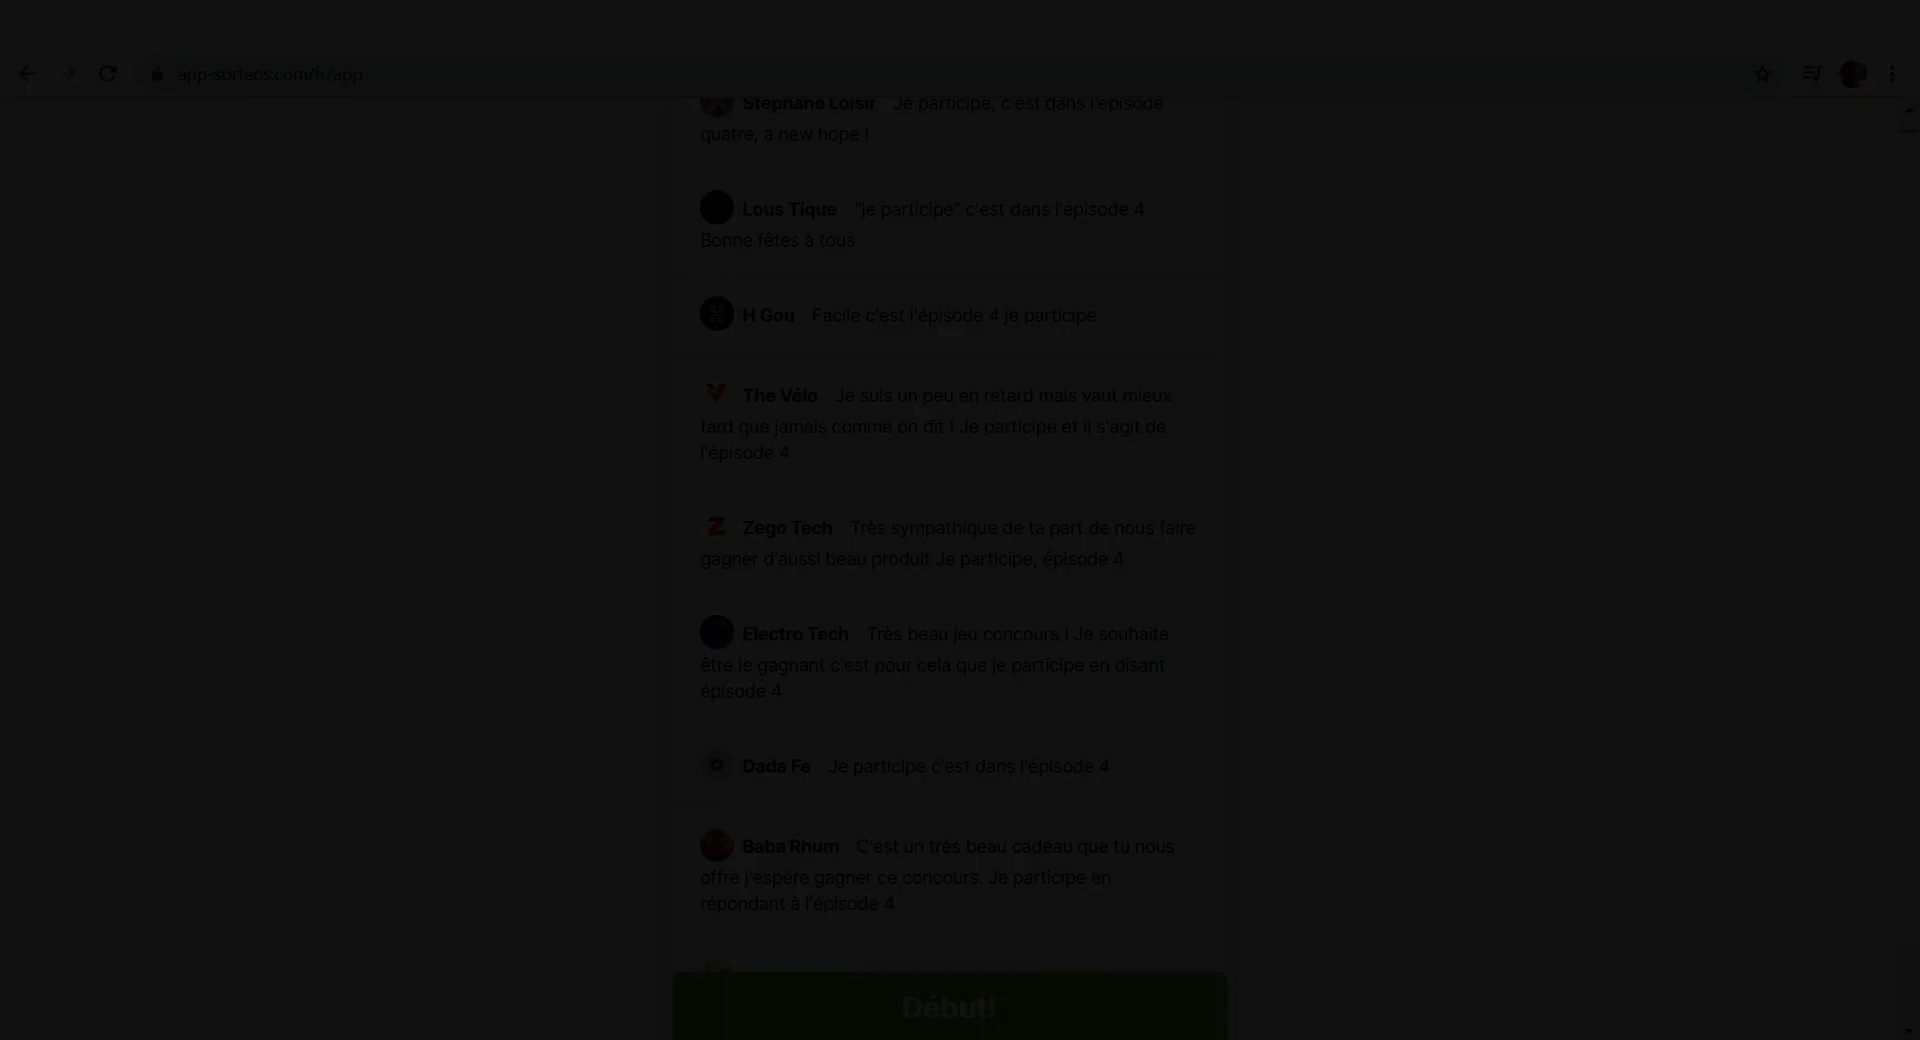 app-sorteos.com/fr/app
Stephane Loisir Je participe, c'est dans l'épisode
quatre, a new hope !
Lous Tique "je participe" c'est dans l'épisode 4
Bonne fêtes à tous
H Gou Facile c'est l'épisode 4 je participe
The Vélo Je suis un peu en retard mais vaut mieux
tard que jamais comme on dit ! Je participe et il s'agit de
l'épisode 4
Zego Tech Très sympathique de ta part de nous faire
gagner d'aussi beau produit Je participe, épisode 4
Electro Tech Très beau jeu concours ! Je souhaite
être le gagnant c'est pour cela que je participe en disant
épisode 4
Dada Fe Je participe c'est dans l'épisode 4
Baba Rhum C'est un très beau cadeau que tu nous
offre j'espère gagner ce concours. Je participe en
répondant à l'épisode 4
Début!